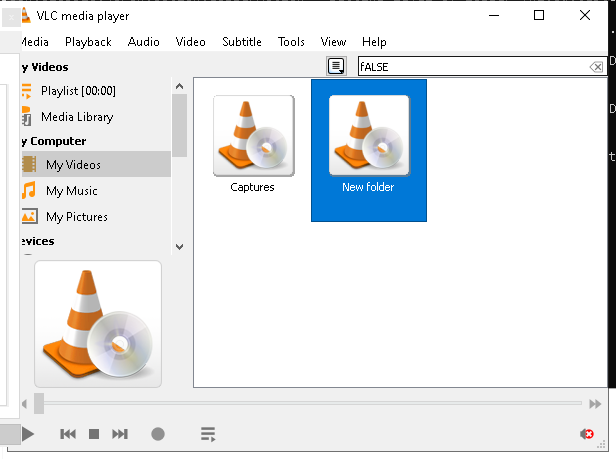 VLC media player
Media Playback Audio Video Subtitle Tools View Help
y Videos
fALSE
Playlist [00:00]
Media Library
y Computer
My Videos
My Music
My Pictures
evices
Captures
New folder